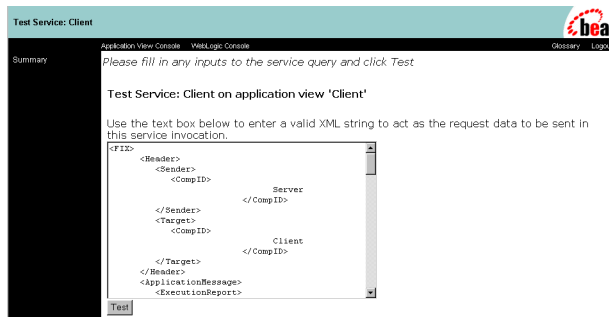 Test Service: Client
bea
Application View Console WebLogic Console Glossary Logou
Summary
Please fill in any inputs to the service query and click Test
Test Service: Client on application view 'Client'
Use the text box below to enter a valid XML string to act as the request data to be sent in
this service invocation.
<FIX>
<Header>
<Sender>
<CompID>
Server
</CompID>
</Sender>
<Target>
<CompID>
Client
</CompID>
</Target>
</Header>
<ApplicationMessage>
<ExecutionReport>
Test